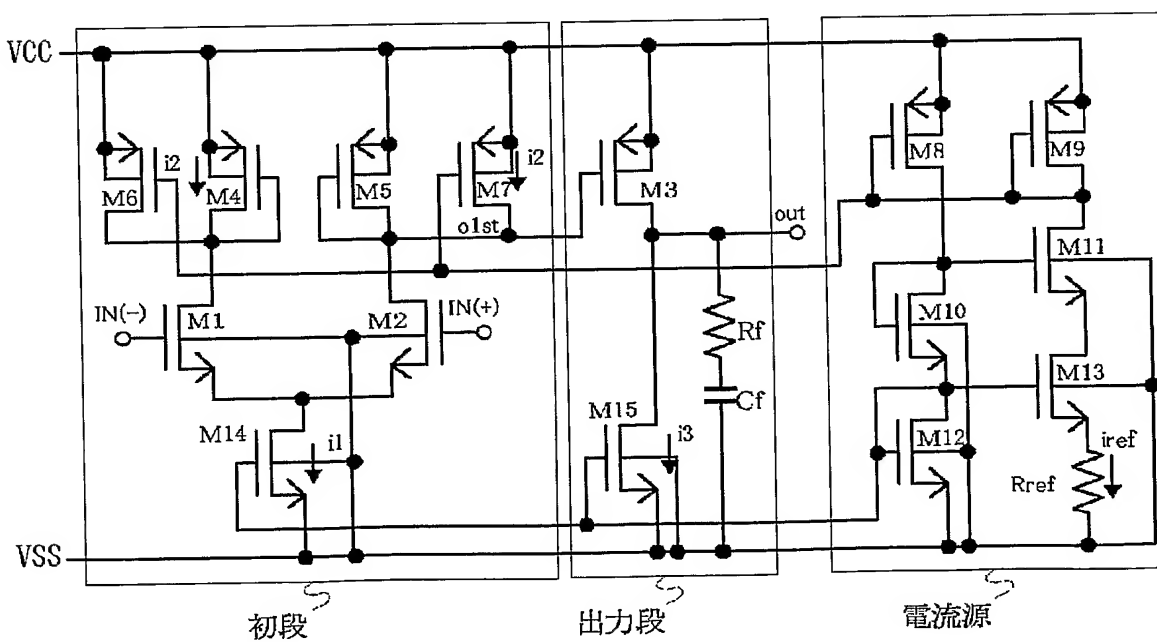 VCC
M6
i2
M4
M5
M7
i2
M3
M8
M9
o1st
out
IN(-)
M1
M2
IN(+)
M10
M11
Rf
Cf
M14
i1
M15
i3
M12
M13
Rref
iref
VSS
初段
出力段
電流源